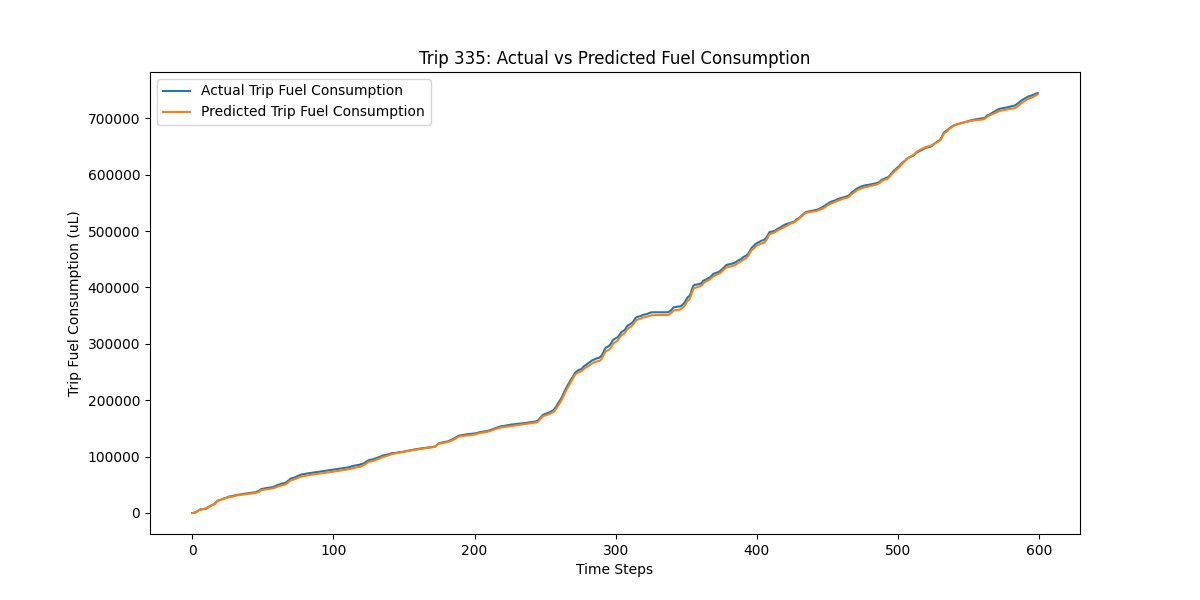 Trip 335: Actual vs Predicted Fuel Consumption
Actual Trip Fuel Consumption
Predicted Trip Fuel Consumption
Trip Fuel Consumption (uL)
700000
600000
500000
400000
300000
200000
100000
0
0 100 200 300 400 500 600
Time Steps